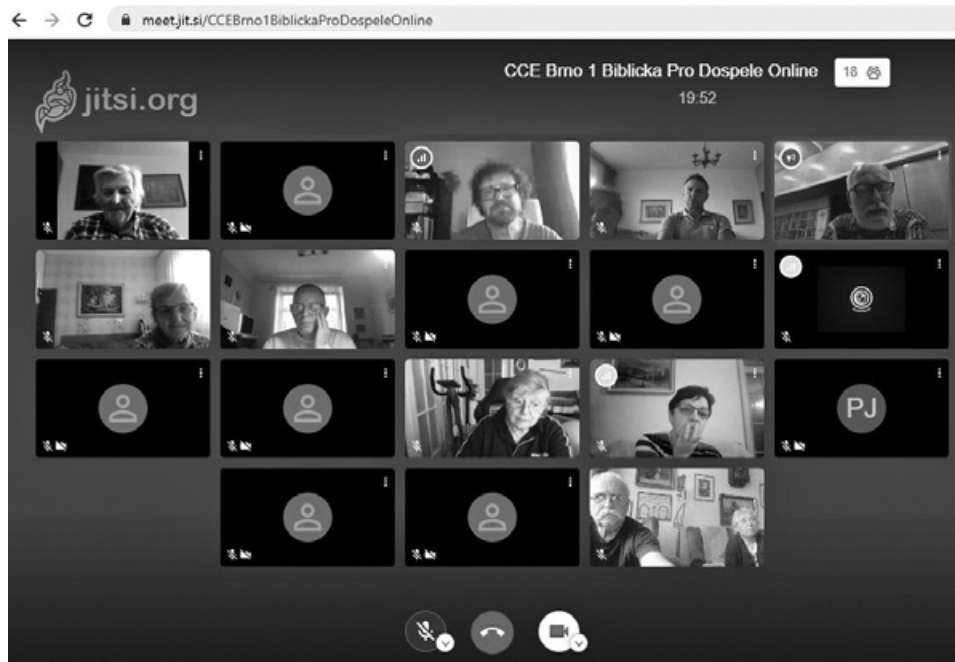 meet.jit.si/CCEBrno1BiblickaProDospeleOnline
jitsi.org
CCE Brno 1 Biblicka Pro Dospele Online
18
19:52
PJ